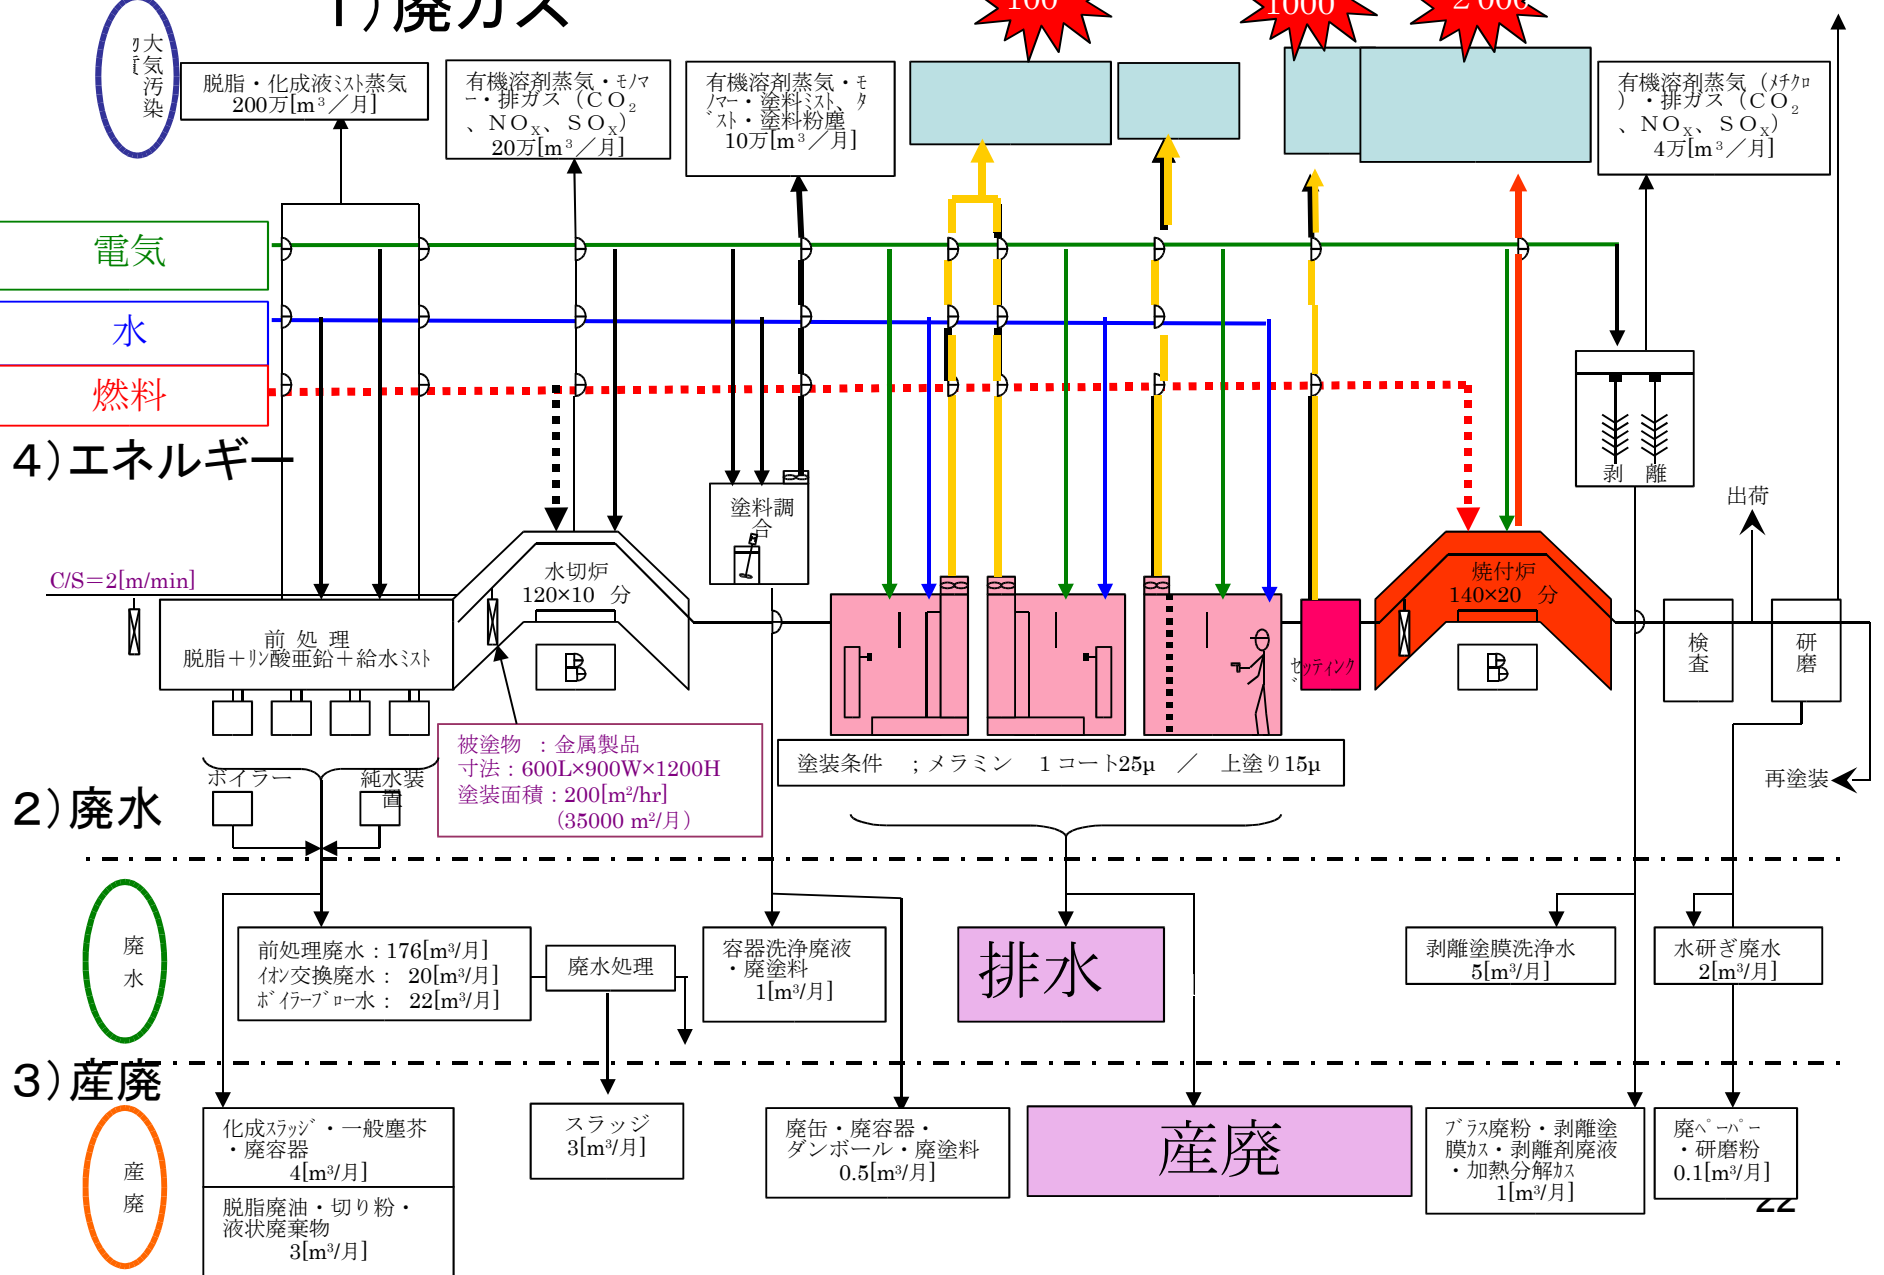 1)廃ガス
100
1000
2000
大気汚染
脱脂・化成液ﾐｽﾄ蒸気
200万[m³／月]
有機溶剤蒸気・ﾓﾉﾏ
ｰ・排ガス（CO₂
、NOx、SOx）
20万[m³／月]
有機溶剤蒸気・ﾓ
ﾉﾏｰ・塗料ﾐｽﾄ、ﾀ
ﾞｽﾄ・塗料粉塵
10万[m³／月]
有機溶剤蒸気（ﾒﾁｸﾛ
）・排ガス（CO₂
、NOx、SOx）
4万[m³／月]
電気
水
燃料
4)エネルギー
剥　離
出荷
塗料調
合
C/S＝2[m/min]
水切炉
120×10　分
焼付炉
140×20　分
前 処 理
脱脂＋ﾘﾝ酸亜鉛＋給水ﾐｽﾄ
B
ｾｯﾃｨﾝｸ
ﾞ
B
検
査
研
磨
被塗物　：金属製品
寸法：600L×900W×1200H
塗装面積：200[m²/hr]
（35000 m²/月）
塗装条件　；メラミン　1コート25μ　／　上塗り15μ
再塗装
ボイラー
純水装
置
2)廃水
廃
水
前処理廃水：176[m³/月]
ｲｵﾝ交換廃水：　20[m³/月]
ﾎﾞｲﾗｰﾌﾞﾛｰ水：　22[m³/月]
廃水処理
容器洗浄廃液
・廃塗料
1[m³/月]
排水
剥離塗膜洗浄水
5[m³/月]
水研ぎ廃水
2[m³/月]
3)産廃
産
廃
化成ｽﾗｯｼﾞ・一般塵芥
・廃容器
4[m³/月]
脱脂廃油・切り粉・
液状廃棄物
3[m³/月]
スラッジ
3[m³/月]
廃缶・廃容器・
ダンボール・廃塗料
0.5[m³/月]
産廃
ﾌﾞﾗｽ廃粉・剥離塗
膜ｶｽ・剥離剤廃液
・加熱分解ｶｽ
1[m³/月]
廃ﾍﾟｰﾊﾟｰ
・研磨粉
0.1[m³/月]
22